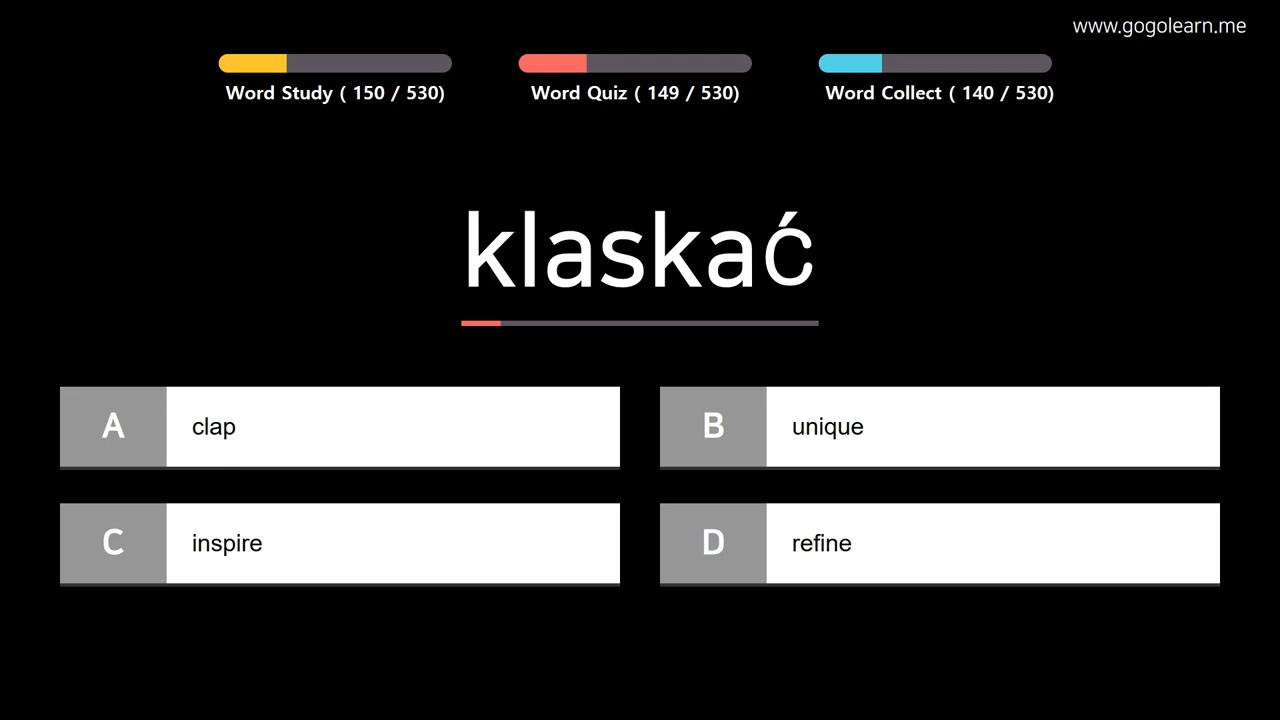 www.gogolearn.me
Word Study ( 150 / 530)
Word Quiz ( 149 / 530)
Word Collect ( 140 / 530)
klaskać
A clap
B unique
C inspire
D refine